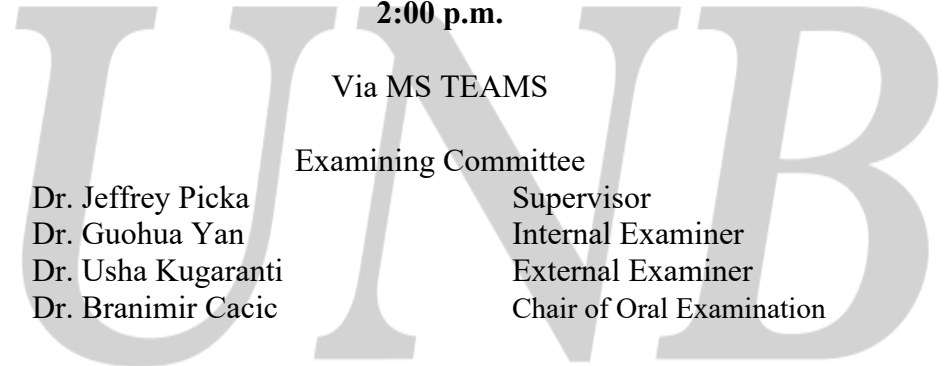 2:00 p.m.
Via MS TEAMS
Examining Committee
Dr. Jeffrey Picka Supervisor
Dr. Guohua Yan Internal Examiner
Dr. Usha Kugaranti External Examiner
Dr. Branimir Cacic Chair of Oral Examination
UNB